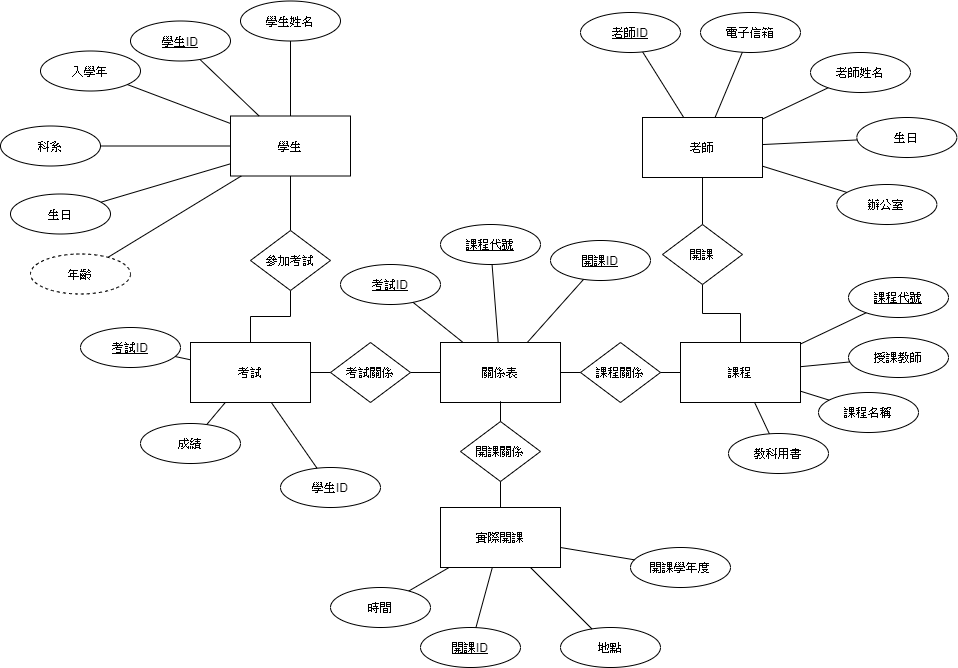 學生姓名
學生ID
入學年
科系
生日
年齡
學生
老師ID
電子信箱
老師姓名
生日
辦公室
老師
參加考試
開課
課程代號
考試ID
開課ID
課程代號
授課教師
課程名稱
教科用書
考試ID
考試
考試關係
關係表
課程關係
課程
成績
學生ID
開課關係
實際開課
開課學年度
時間
開課ID
地點